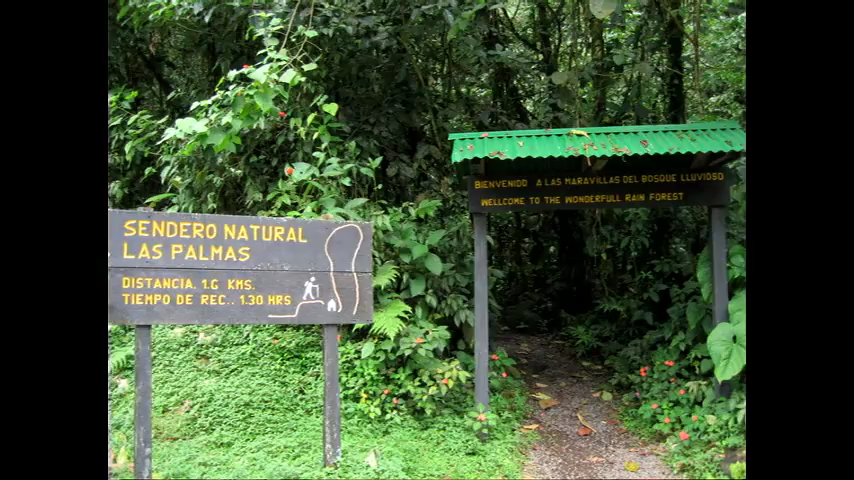 SENDERO NATURAL
LAS PALMAS
DISTANCIA. 1.6 KMS.
TIEMPO DE REC.. 1.30 HRS
BIENVENIDO A LAS MARAVILLAS DEL BOSQUE LLUVIOSO
WELLCOME TO THE WONDERFULL RAIN FOREST